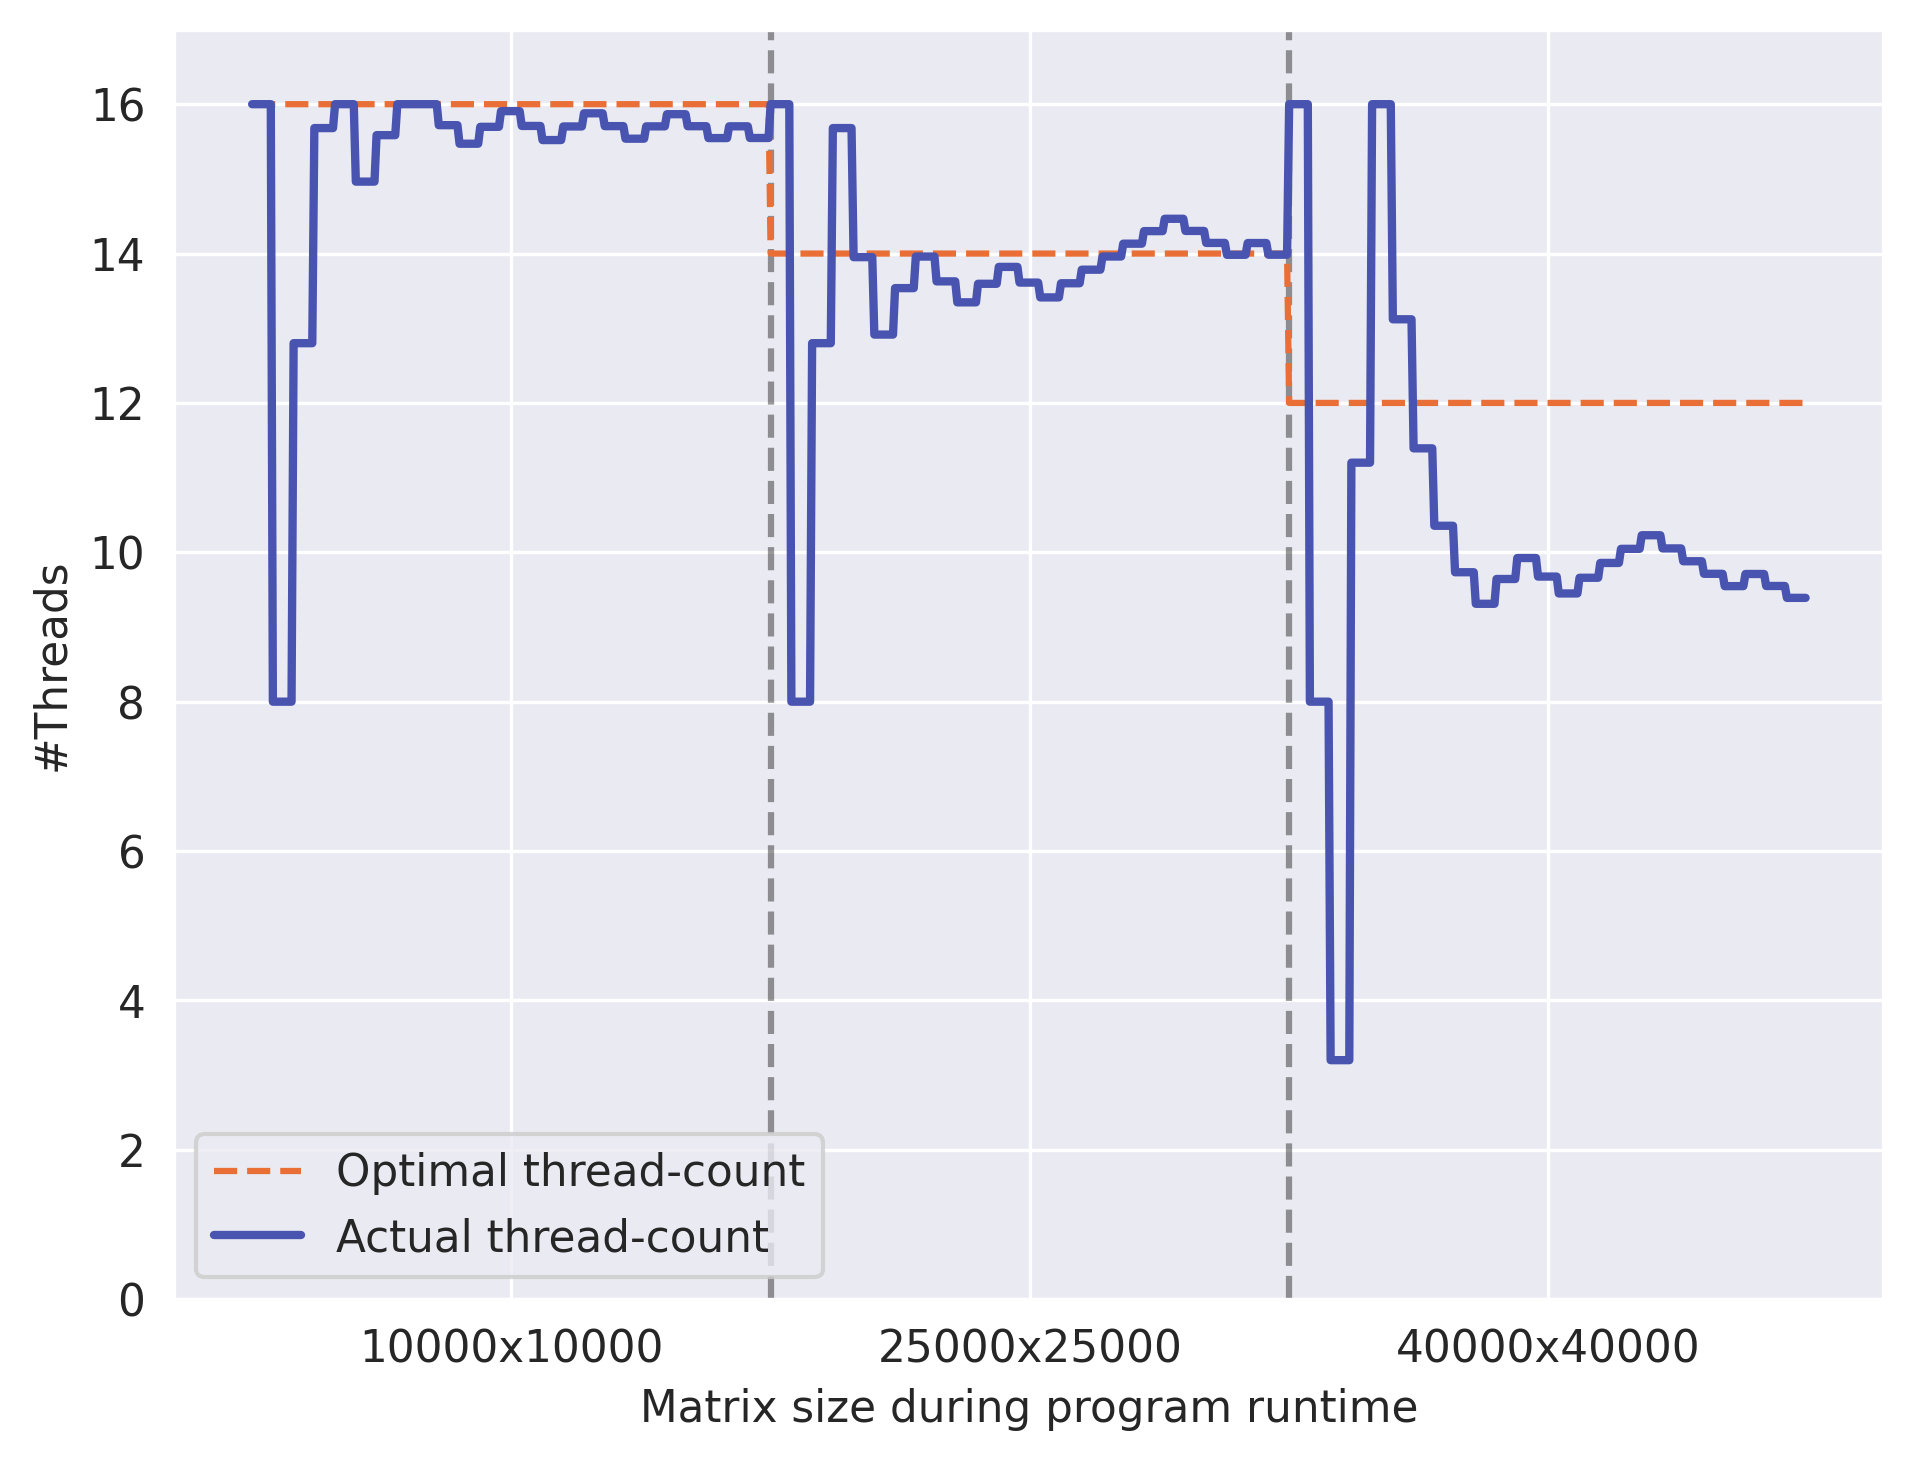 16
14
12
10
8
6
4
2
0
#Threads
Optimal thread-count
Actual thread-count
10000x10000 25000x25000 40000x40000
Matrix size during program runtime